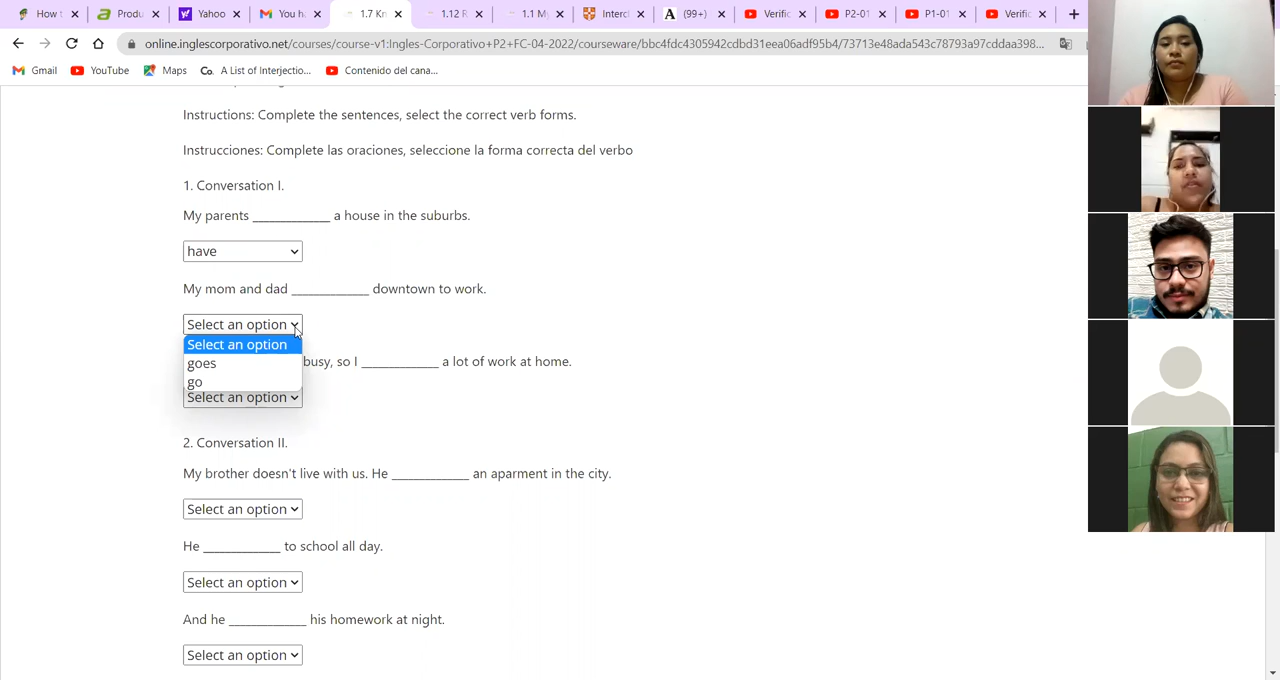 How t
Produ
Yahoo
You h
1.7 Kn
1.12 R
1.1 M
Interc
(99+)
Verific
P2-01
P1-01
Verific
online.inglescorporativo.net/courses/course-v1:Ingles-Corporativo+P2+FC-04-2022/courseware/bbc4fdc4305942cdbd31eea06adf95b4/73713e48ada543c78793a97cddaa398...
Gmail
YouTube
Maps
A List of Interjectio...
Contenido del cana...
Instructions: Complete the sentences, select the correct verb forms.
Instrucciones: Complete las oraciones, seleccione la forma correcta del verbo
1. Conversation I.
My parents _____________ a house in the suburbs.
have
My mom and dad _____________ downtown to work.
Select an option
Select an option
goes
go
busy, so I _____________ a lot of work at home.
Select an option
2. Conversation II.
My brother doesn't live with us. He _____________ an aparment in the city.
Select an option
He _____________ to school all day.
Select an option
And he _____________ his homework at night.
Select an option